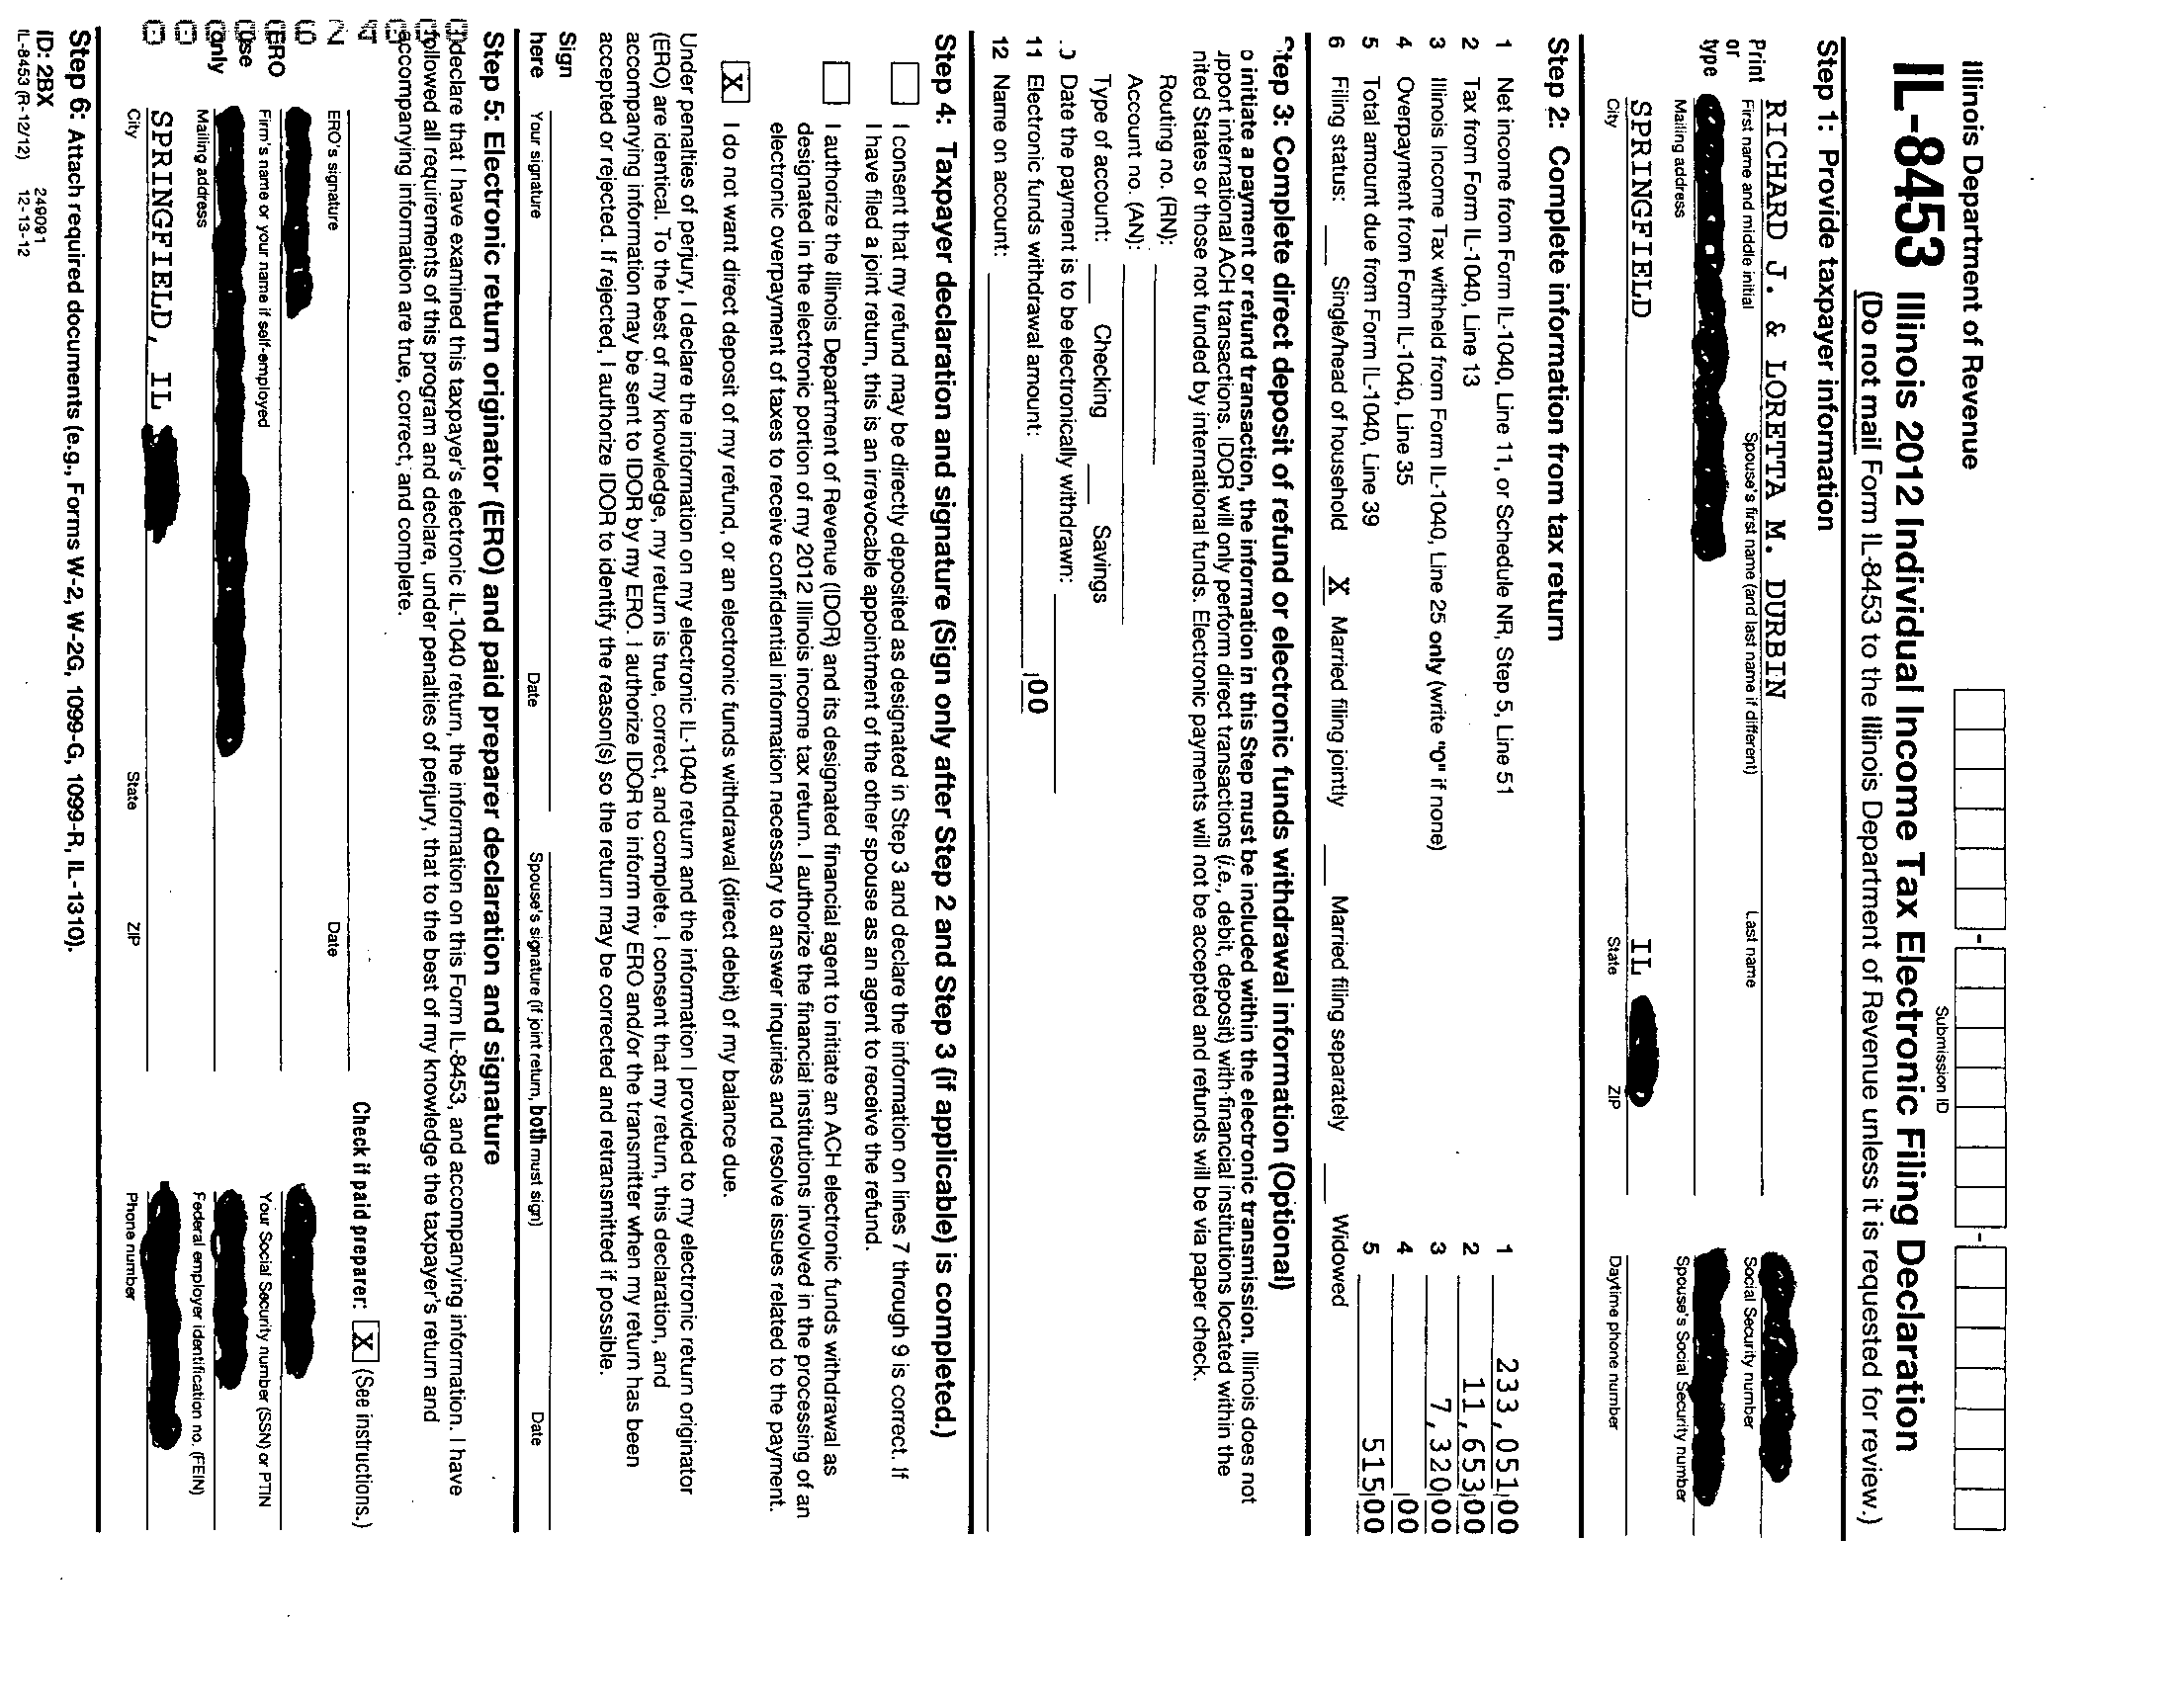 Illinois Department of Revenue
Submission ID
IL-8453 Illinois 2012 Individual Income Tax Electronic Filing Declaration
(Do not mail Form IL-8453 to the Illinois Department of Revenue unless it is requested for review.)
Step 1: Provide taxpayer information
RICHARD J. & LORETTA M. DURBIN
Print or type
First name and middle initial Spouse's first name (and last name if different) Last name Social Security number
Mailing address Spouse's Social Security number
SPRINGFIELD IL
City State ZIP Daytime phone number
Step 2: Complete information from tax return
1 Net income from Form IL-1040, Line 11, or Schedule NR, Step 5, Line 51 1 233,051 00
2 Tax from Form IL-1040, Line 13 2 11,653 00
3 Illinois Income Tax withheld from Form IL-1040, Line 25 only (write "0" if none) 3 7,320 00
4 Overpayment from Form IL-1040, Line 35 4 00
5 Total amount due from Form IL-1040, Line 39 5 515 00
6 Filing status: Single/head of household X Married filing jointly Married filing separately Widowed
Step 3: Complete direct deposit of refund or electronic funds withdrawal information (Optional)
o initiate a payment or refund transaction, the information in this Step must be included within the electronic transmission. Illinois does not
upport international ACH transactions. IDOR will only perform direct transactions (i.e., debit, deposit) with financial institutions located within the
nited States or those not funded by international funds. Electronic payments will not be accepted and refunds will be via paper check.
Routing no. (RN):
Account no. (AN):
Type of account: Checking Savings
Date the payment is to be electronically withdrawn:
11 Electronic funds withdrawal amount: 00
12 Name on account:
Step 4: Taxpayer declaration and signature (Sign only after Step 2 and Step 3 (if applicable) is completed.)
I consent that my refund may be directly deposited as designated in Step 3 and declare the information on lines 7 through 9 is correct. If
I have filed a joint return, this is an irrevocable appointment of the other spouse as an agent to receive the refund.
I authorize the Illinois Department of Revenue (IDOR) and its designated financial agent to initiate an ACH electronic funds withdrawal as
designated in the electronic portion of my 2012 Illinois income tax return. I authorize the financial institutions involved in the processing of an
electronic overpayment of taxes to receive confidential information necessary to answer inquiries and resolve issues related to the payment.
X I do not want direct deposit of my refund, or an electronic funds withdrawal (direct debit) of my balance due.
Under penalties of perjury, I declare the information on my electronic IL-1040 return and the information I provided to my electronic return originator
(ERO) are identical. To the best of my knowledge, my return is true, correct, and complete. I consent that my return, this declaration, and
accompanying information may be sent to IDOR by my ERO. I authorize IDOR to inform my ERO and/or the transmitter when my return has been
accepted or rejected. If rejected, I authorize IDOR to identify the reason(s) so the return may be corrected and retransmitted if possible.
Sign
here Your signature Date Spouse's signature (if joint return, both must sign) Date
Step 5: Electronic return originator (ERO) and paid preparer declaration and signature
I declare that I have examined this taxpayer's electronic IL-1040 return, the information on this Form IL-8453, and accompanying information. I have
followed all requirements of this program and declare, under penalties of perjury, that to the best of my knowledge the taxpayer's return and
accompanying information are true, correct, and complete.
Check if paid preparer: X (See instructions.)
ERO's signature Date
ERO
Use
only
Firm's name or your name if self-employed Your Social Security number (SSN) or PTIN
Mailing address Federal employer identification no. (FEIN)
SPRINGFIELD, IL
City State ZIP Phone number
Step 6: Attach required documents (e.g., Forms W-2, W-2G, 1099-G, 1099-R, IL-1310).
ID: 2BX 249091
IL-8453 (R-12/12) 12-13-12